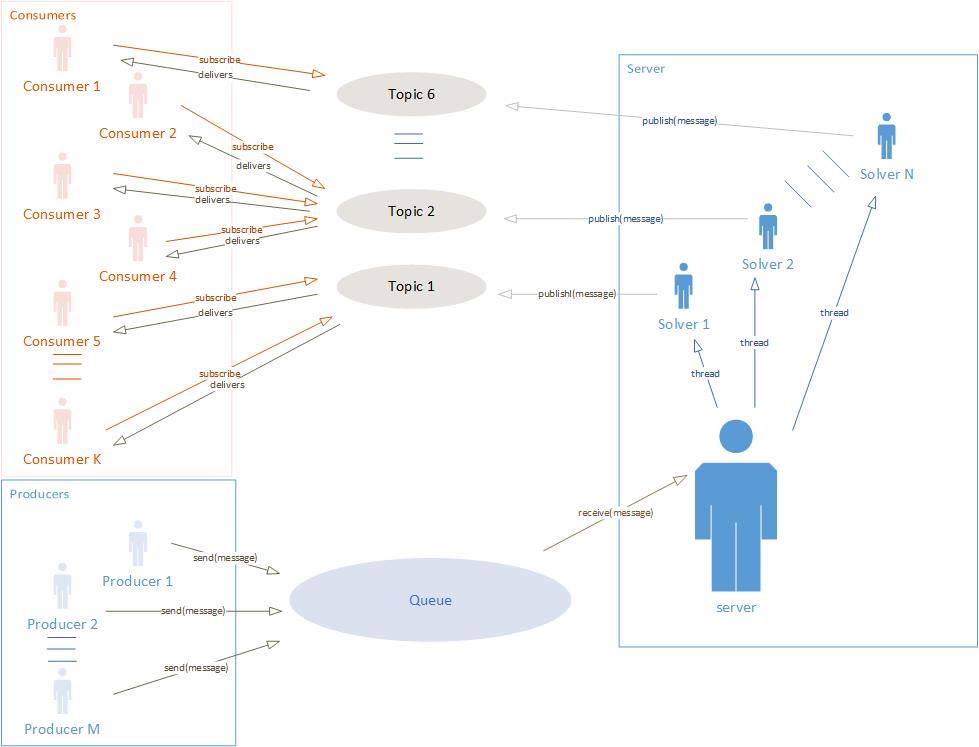 Consumers
Consumer 1
Consumer 2
Consumer 3
Consumer 4
Consumer 5
Consumer K
subscribe
delivers
subscribe
delivers
subscribe
delivers
subscribe
delivers
subscribe
delivers
subscribe
delivers
Topic 6
Topic 2
Topic 1
publish(message)
publish(message)
publishl(message)
Server
Solver N
Solver 2
Solver 1
thread
thread
thread
server
receive(message)
Producers
Producer 1
Producer 2
Producer M
send(message)
send(message)
send(message)
Queue